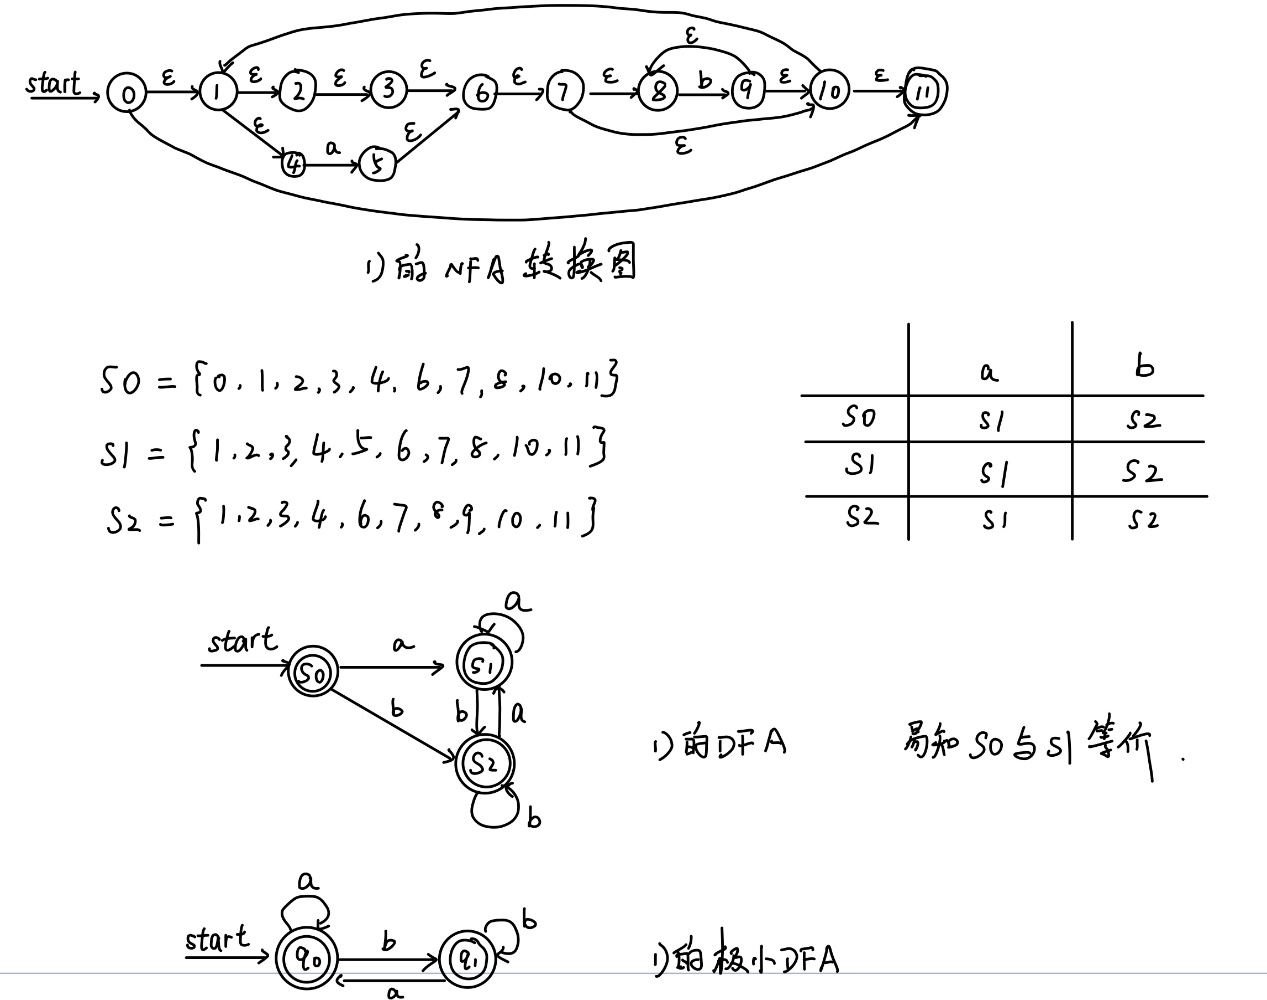 ε
start 0 ε 1 ε 2 ε 3 ε 6 ε 7 ε 8 b 9 ε 10 ε 11
ε 4 a 5 ε ε
1)的NFA转换图
S0 = {0, 1, 2, 3, 4, 6, 7, 8, 10, 11}
S1 = {1, 2, 3, 4, 5, 6, 7, 8, 10, 11}
S2 = {1, 2, 3, 4, 6, 7, 8, 9, 10, 11}
a b
S0 S1 S2
S1 S1 S2
S2 S1 S2
a
start S0 a S1
b b a
S2
b
1)的DFA 易知S0与S1等价.
a
start q0 b q1 b
a
1)的极小DFA